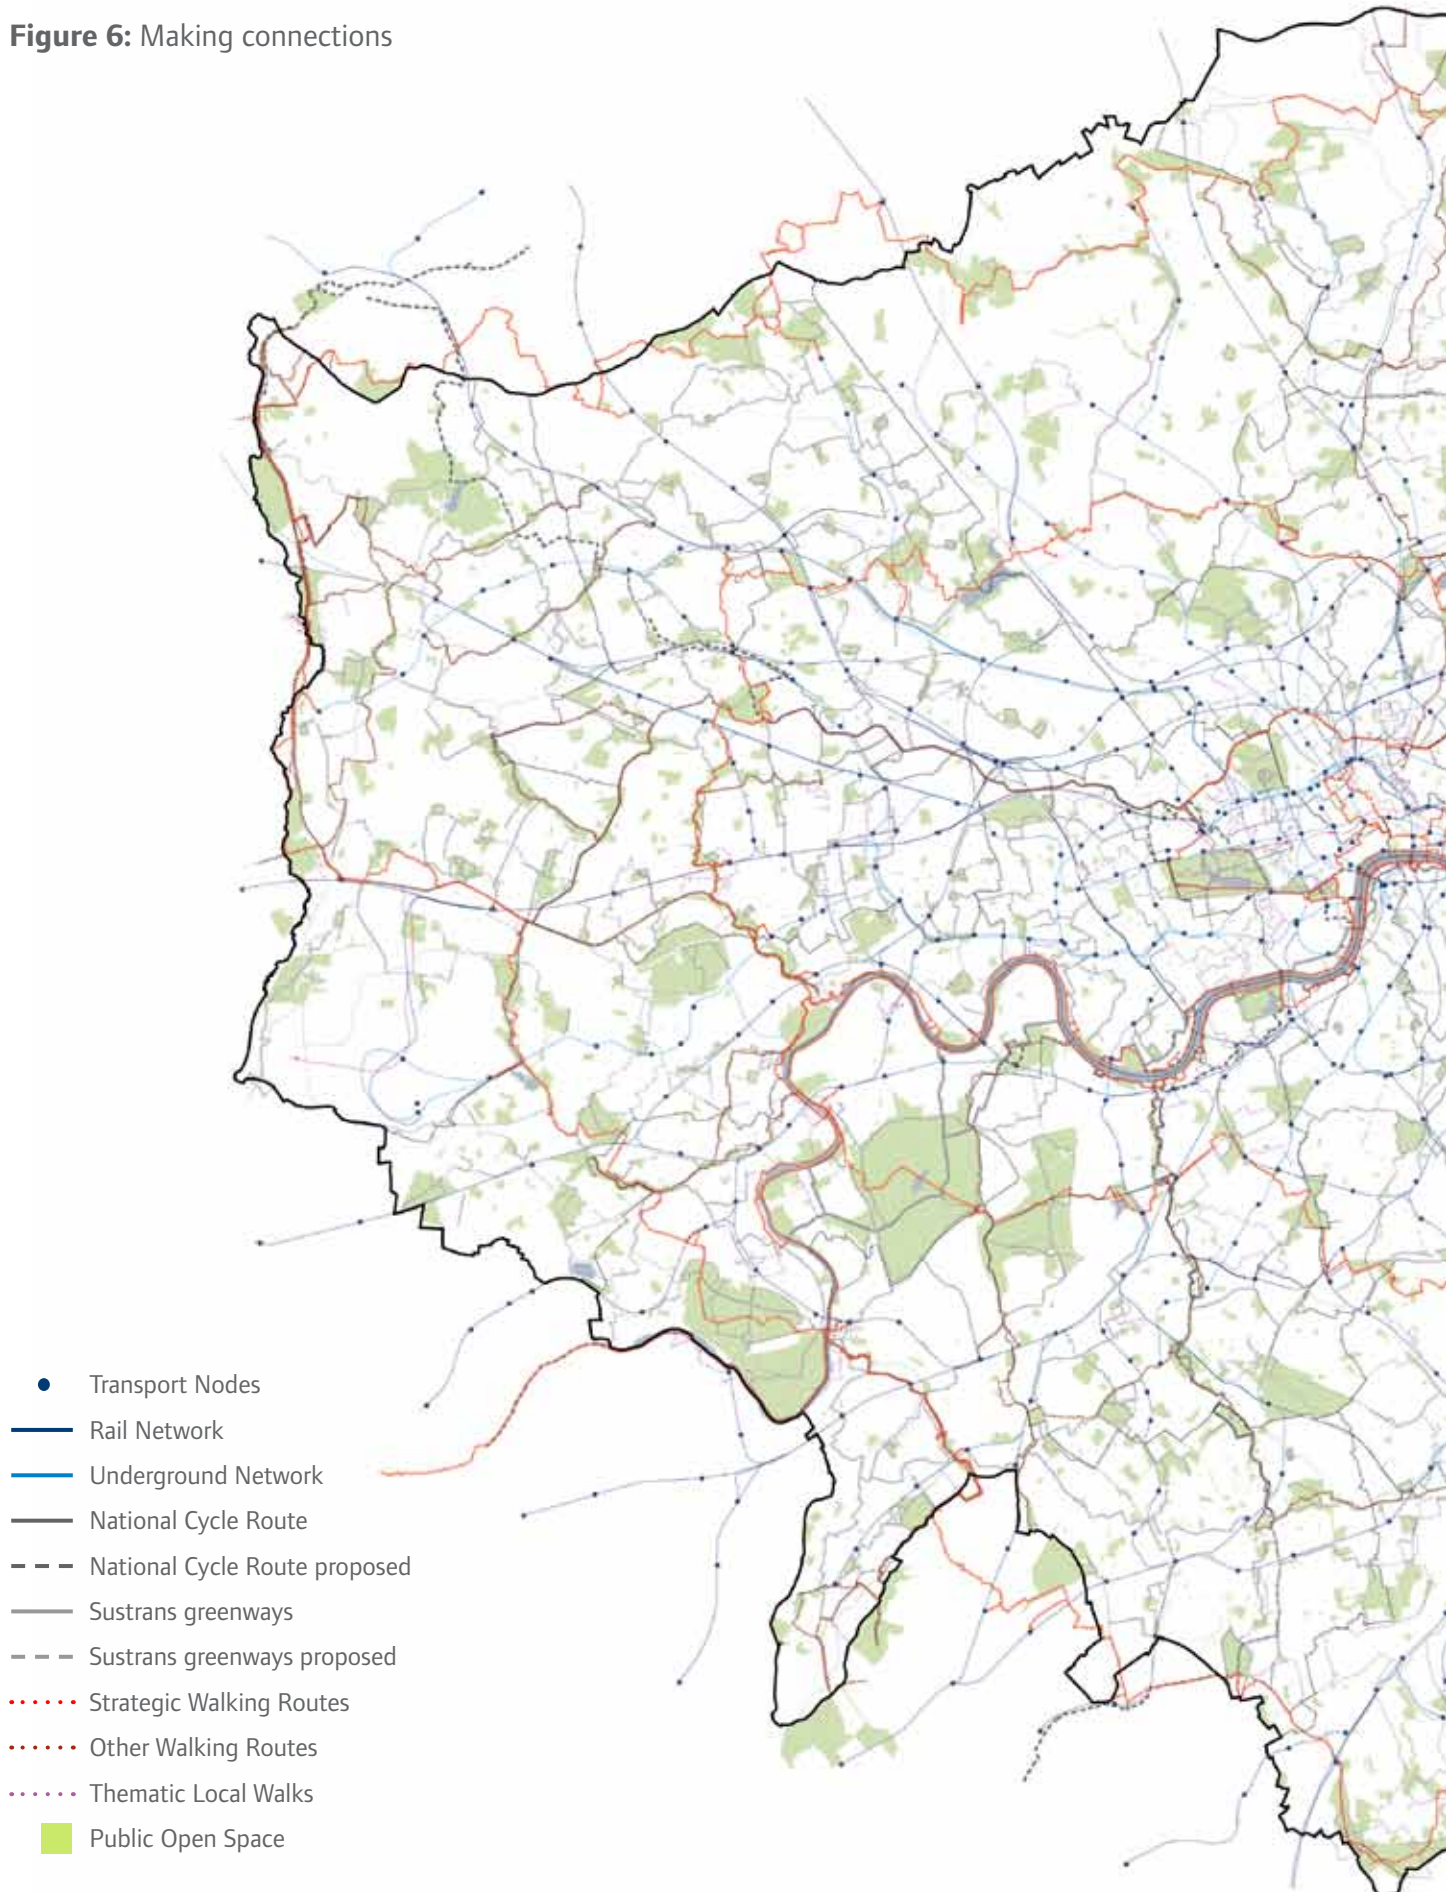 Figure 6: Making connections
Transport Nodes
Rail Network
Underground Network
National Cycle Route
National Cycle Route proposed
Sustrans greenways
Sustrans greenways proposed
Strategic Walking Routes
Other Walking Routes
Thematic Local Walks
Public Open Space